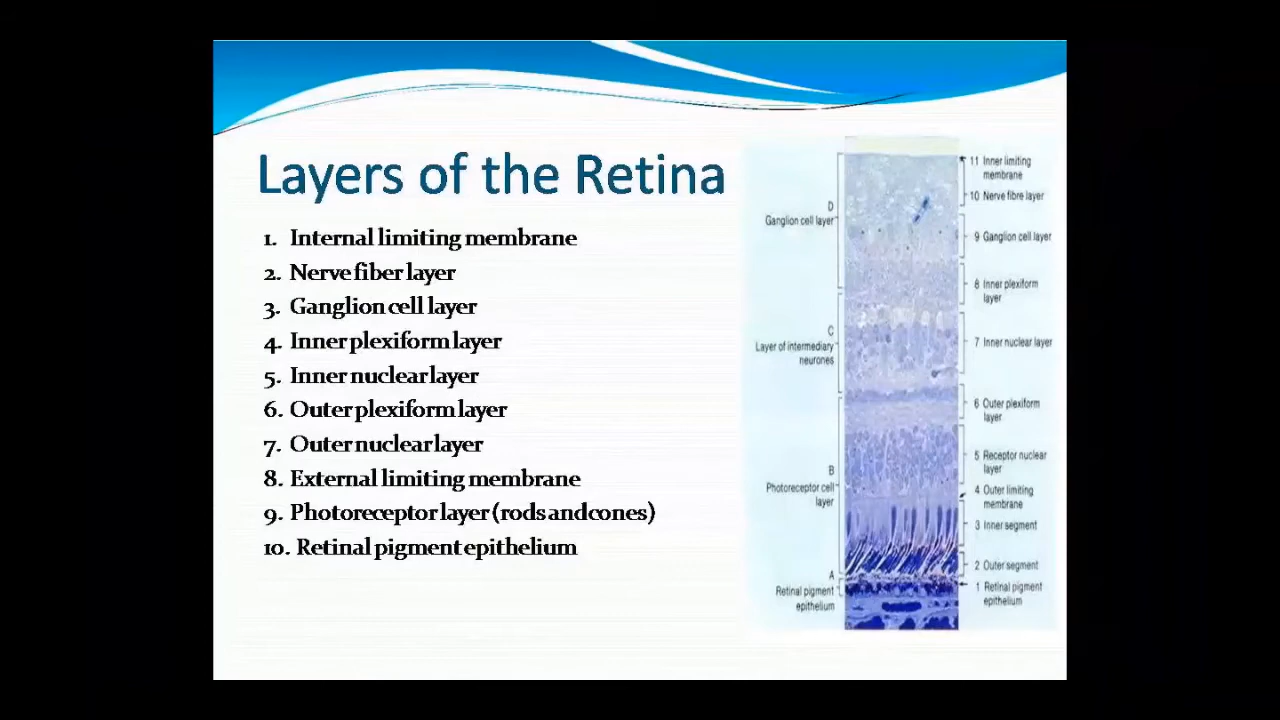 Layers of the Retina
1. Internal limiting membrane
2. Nerve fiber layer
3. Ganglion cell layer
4. Inner plexiform layer
5. Inner nuclear layer
6. Outer plexiform layer
7. Outer nuclear layer
8. External limiting membrane
9. Photoreceptor layer (rods and cones)
10. Retinal pigment epithelium
D
Ganglion cell layer
C
Layer of intermediary
neurones
B
Photoreceptor cell
layer
A
Retinal pigment
epithelium
11 Inner limiting
membrane
10 Nerve fibre layer
9 Ganglion cell layer
8 Inner plexiform
layer
7 Inner nuclear layer
6 Outer plexiform
layer
5 Receptor nuclear
layer
4 Outer limiting
membrane
3 Inner segment
2 Outer segment
1 Retinal pigment
epithelium